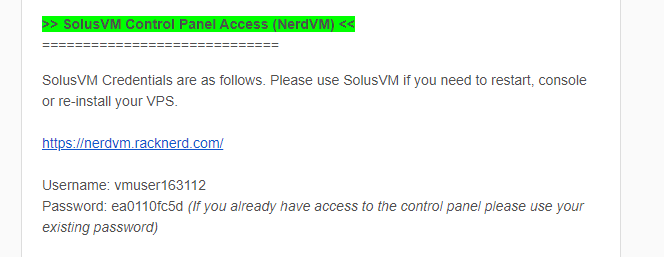 >> SolusVM Control Panel Access (NerdVM) <<
=============================
SolusVM Credentials are as follows. Please use SolusVM if you need to restart, console
or re-install your VPS.
https://nerdvm.racknerd.com/
Username: vmuser163112
Password: ea0110fc5d (If you already have access to the control panel please use your
existing password)